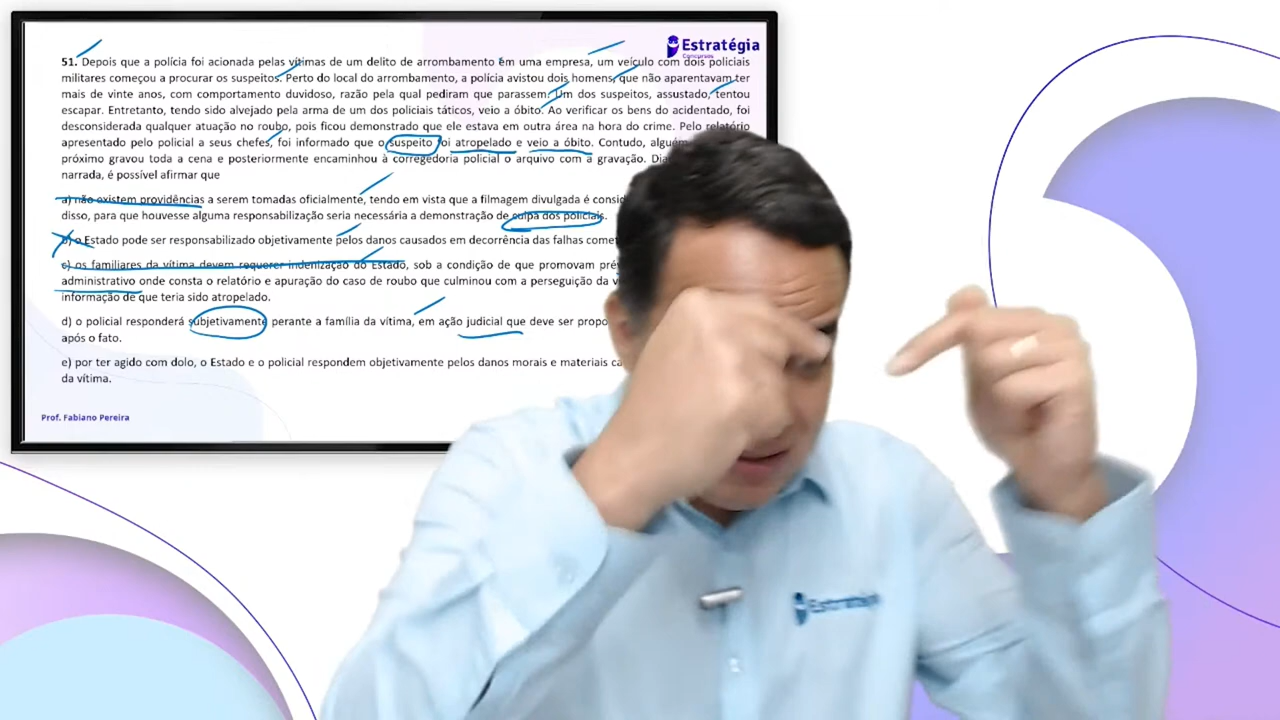 Estratégia
Concursos
51. Depois que a polícia foi acionada pelas vítimas de um delito de arrombamento em uma empresa, um veículo com dois policiais
militares começou a procurar os suspeitos. Perto do local do arrombamento, a polícia avistou dois homens, que não aparentavam ter
mais de vinte anos, com comportamento duvidoso, razão pela qual pediram que parassem. Um dos suspeitos, assustado, tentou
escapar. Entretanto, tendo sido alvejado pela arma de um dos policiais táticos, veio a óbito. Ao verificar os bens do acidentado, foi
desconsiderada qualquer atuação no roubo, pois ficou demonstrado que ele estava em outra área na hora do crime. Pelo relatório
apresentado pelo policial a seus chefes, foi informado que o suspeito foi atropelado e veio a óbito. Contudo, alguém
próximo gravou toda a cena e posteriormente encaminhou à corregedoria policial o arquivo com a gravação.
narrada, é possível afirmar que
a) não existem providências a serem tomadas oficialmente, tendo em vista que a filmagem divulgada é
disso, para que houvesse alguma responsabilização seria necessária a demonstração de culpa dos policiais.
b) o Estado pode ser responsabilizado objetivamente pelos danos causados em decorrência das falhas
c) os familiares da vítima devem requerer indenização do Estado, sob a condição de que promovam
administrativo onde consta o relatório e apuração do caso de roubo que culminou com a perseguição da
informação de que teria sido atropelado.
d) o policial responderá subjetivamente perante a família da vítima, em ação judicial que deve ser
após o fato.
e) por ter agido com dolo, o Estado e o policial respondem objetivamente pelos danos morais e materiais
da vítima.
Prof. Fabiano Pereira
Estratégia